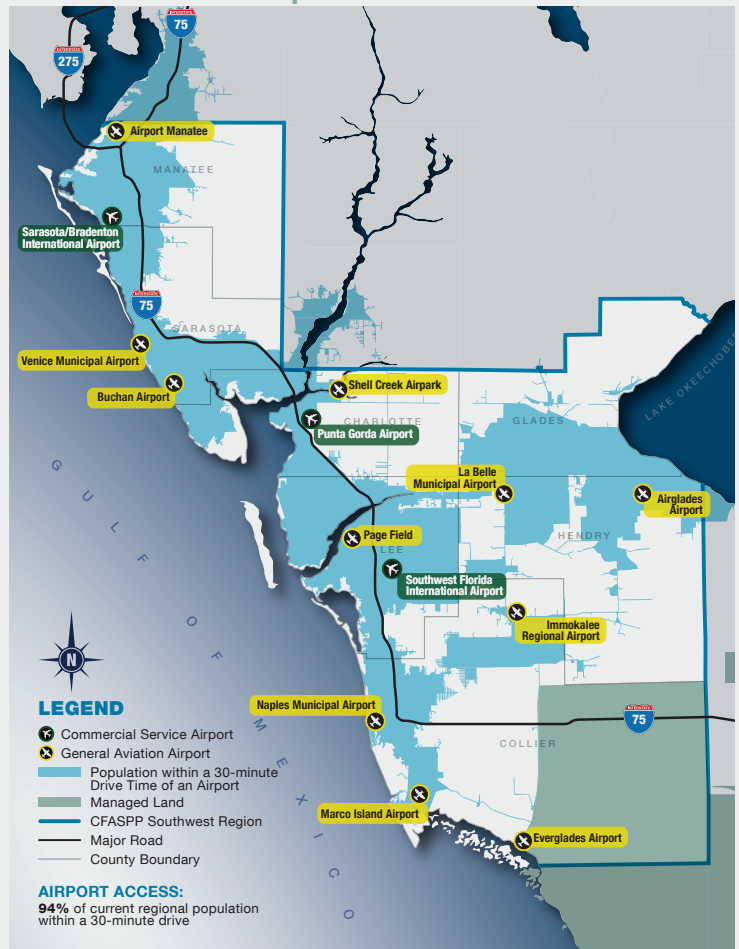 INTERSTATE
75
INTERSTATE
275
Airport Manatee
MANATEE
Sarasota/Bradenton
International Airport
INTERSTATE
75
SARASOTA
Venice Municipal Airport
Buchan Airport
Shell Creek Airpark
CHARLOTTE
Punta Gorda Airport
GLADES
LAKE OKEECHOBEE
La Belle
Municipal Airport
Airglades
Airport
HENDRY
Page Field
LEE
Southwest Florida
International Airport
Immokalee
Regional Airport
GULF OF MEXICO
N
Naples Municipal Airport
INTERSTATE
75
COLLIER
Marco Island Airport
Everglades Airport
LEGEND
Commercial Service Airport
General Aviation Airport
Population within a 30-minute
Drive Time of an Airport
Managed Land
CFASPP Southwest Region
Major Road
County Boundary
AIRPORT ACCESS:
94% of current regional population
within a 30-minute drive